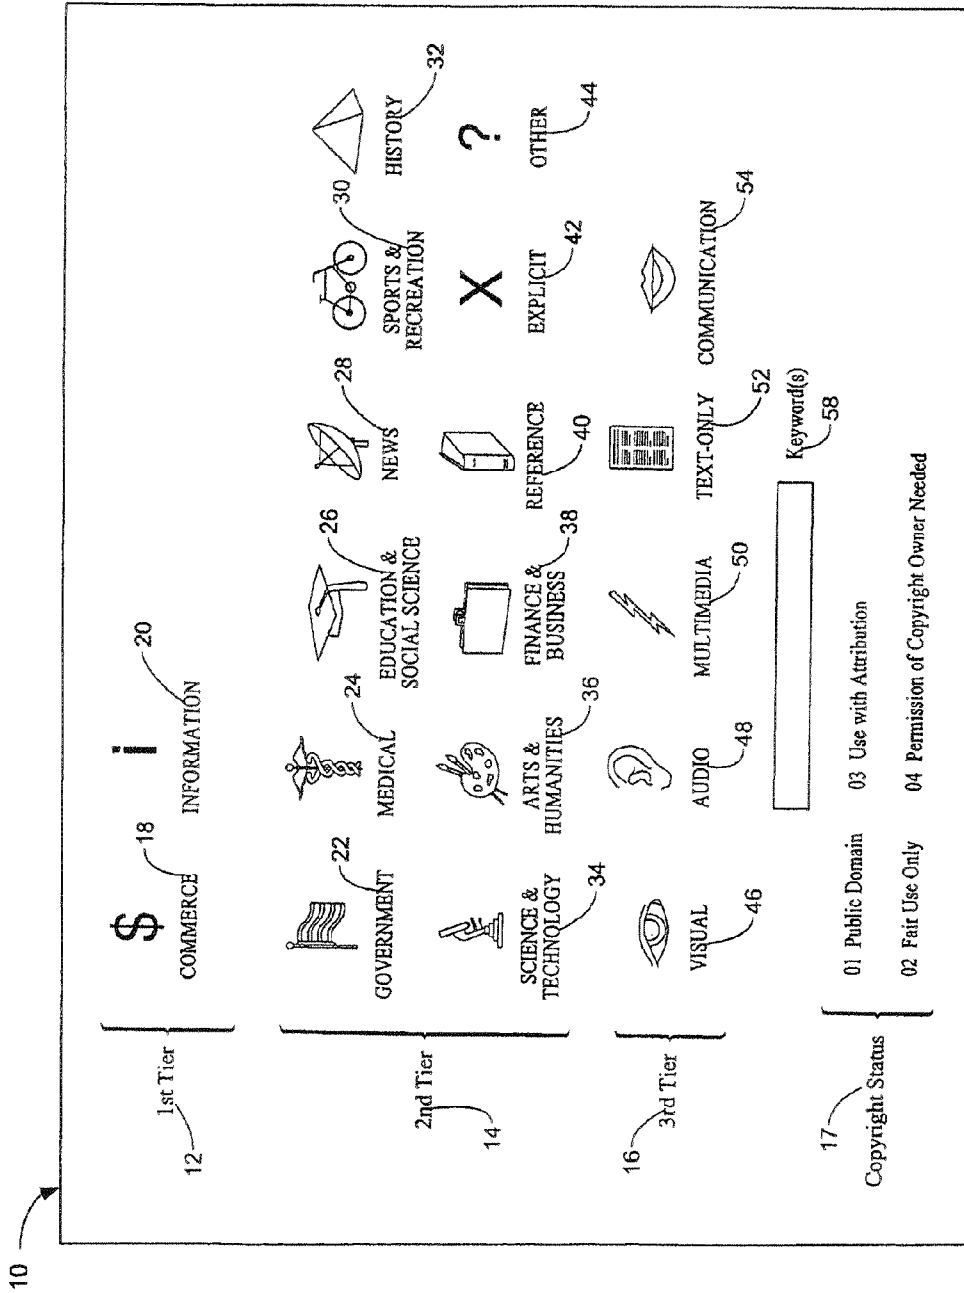 10
1st Tier
12
$
COMMERCE
18
i
INFORMATION
20
2nd Tier
14
GOVERNMENT
22
MEDICAL
24
EDUCATION &
SOCIAL SCIENCE
26
NEWS
28
SPORTS &
RECREATION
30
HISTORY
32
SCIENCE &
TECHNOLOGY
34
ARTS &
HUMANITIES
36
FINANCE &
BUSINESS
38
REFERENCE
40
X
EXPLICIT
42
?
OTHER
44
3rd Tier
16
VISUAL
46
AUDIO
48
MULTIMEDIA
50
TEXT-ONLY
52
COMMUNICATION
54
Keyword(s)
58
Copyright Status
17
01 Public Domain
03 Use with Attribution
02 Fair Use Only
04 Permission of Copyright Owner Needed